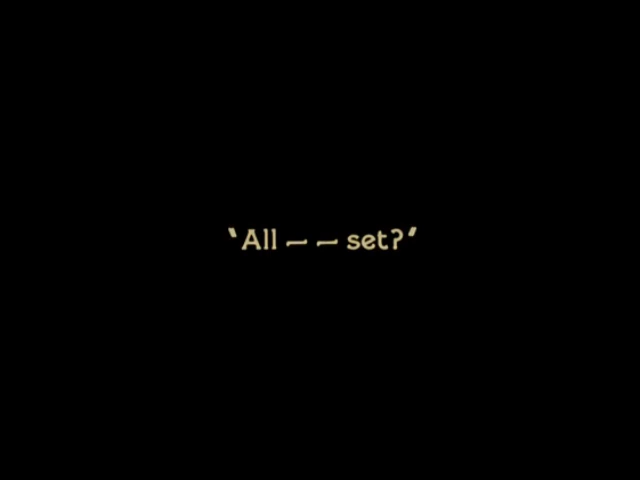 "All — — set?"